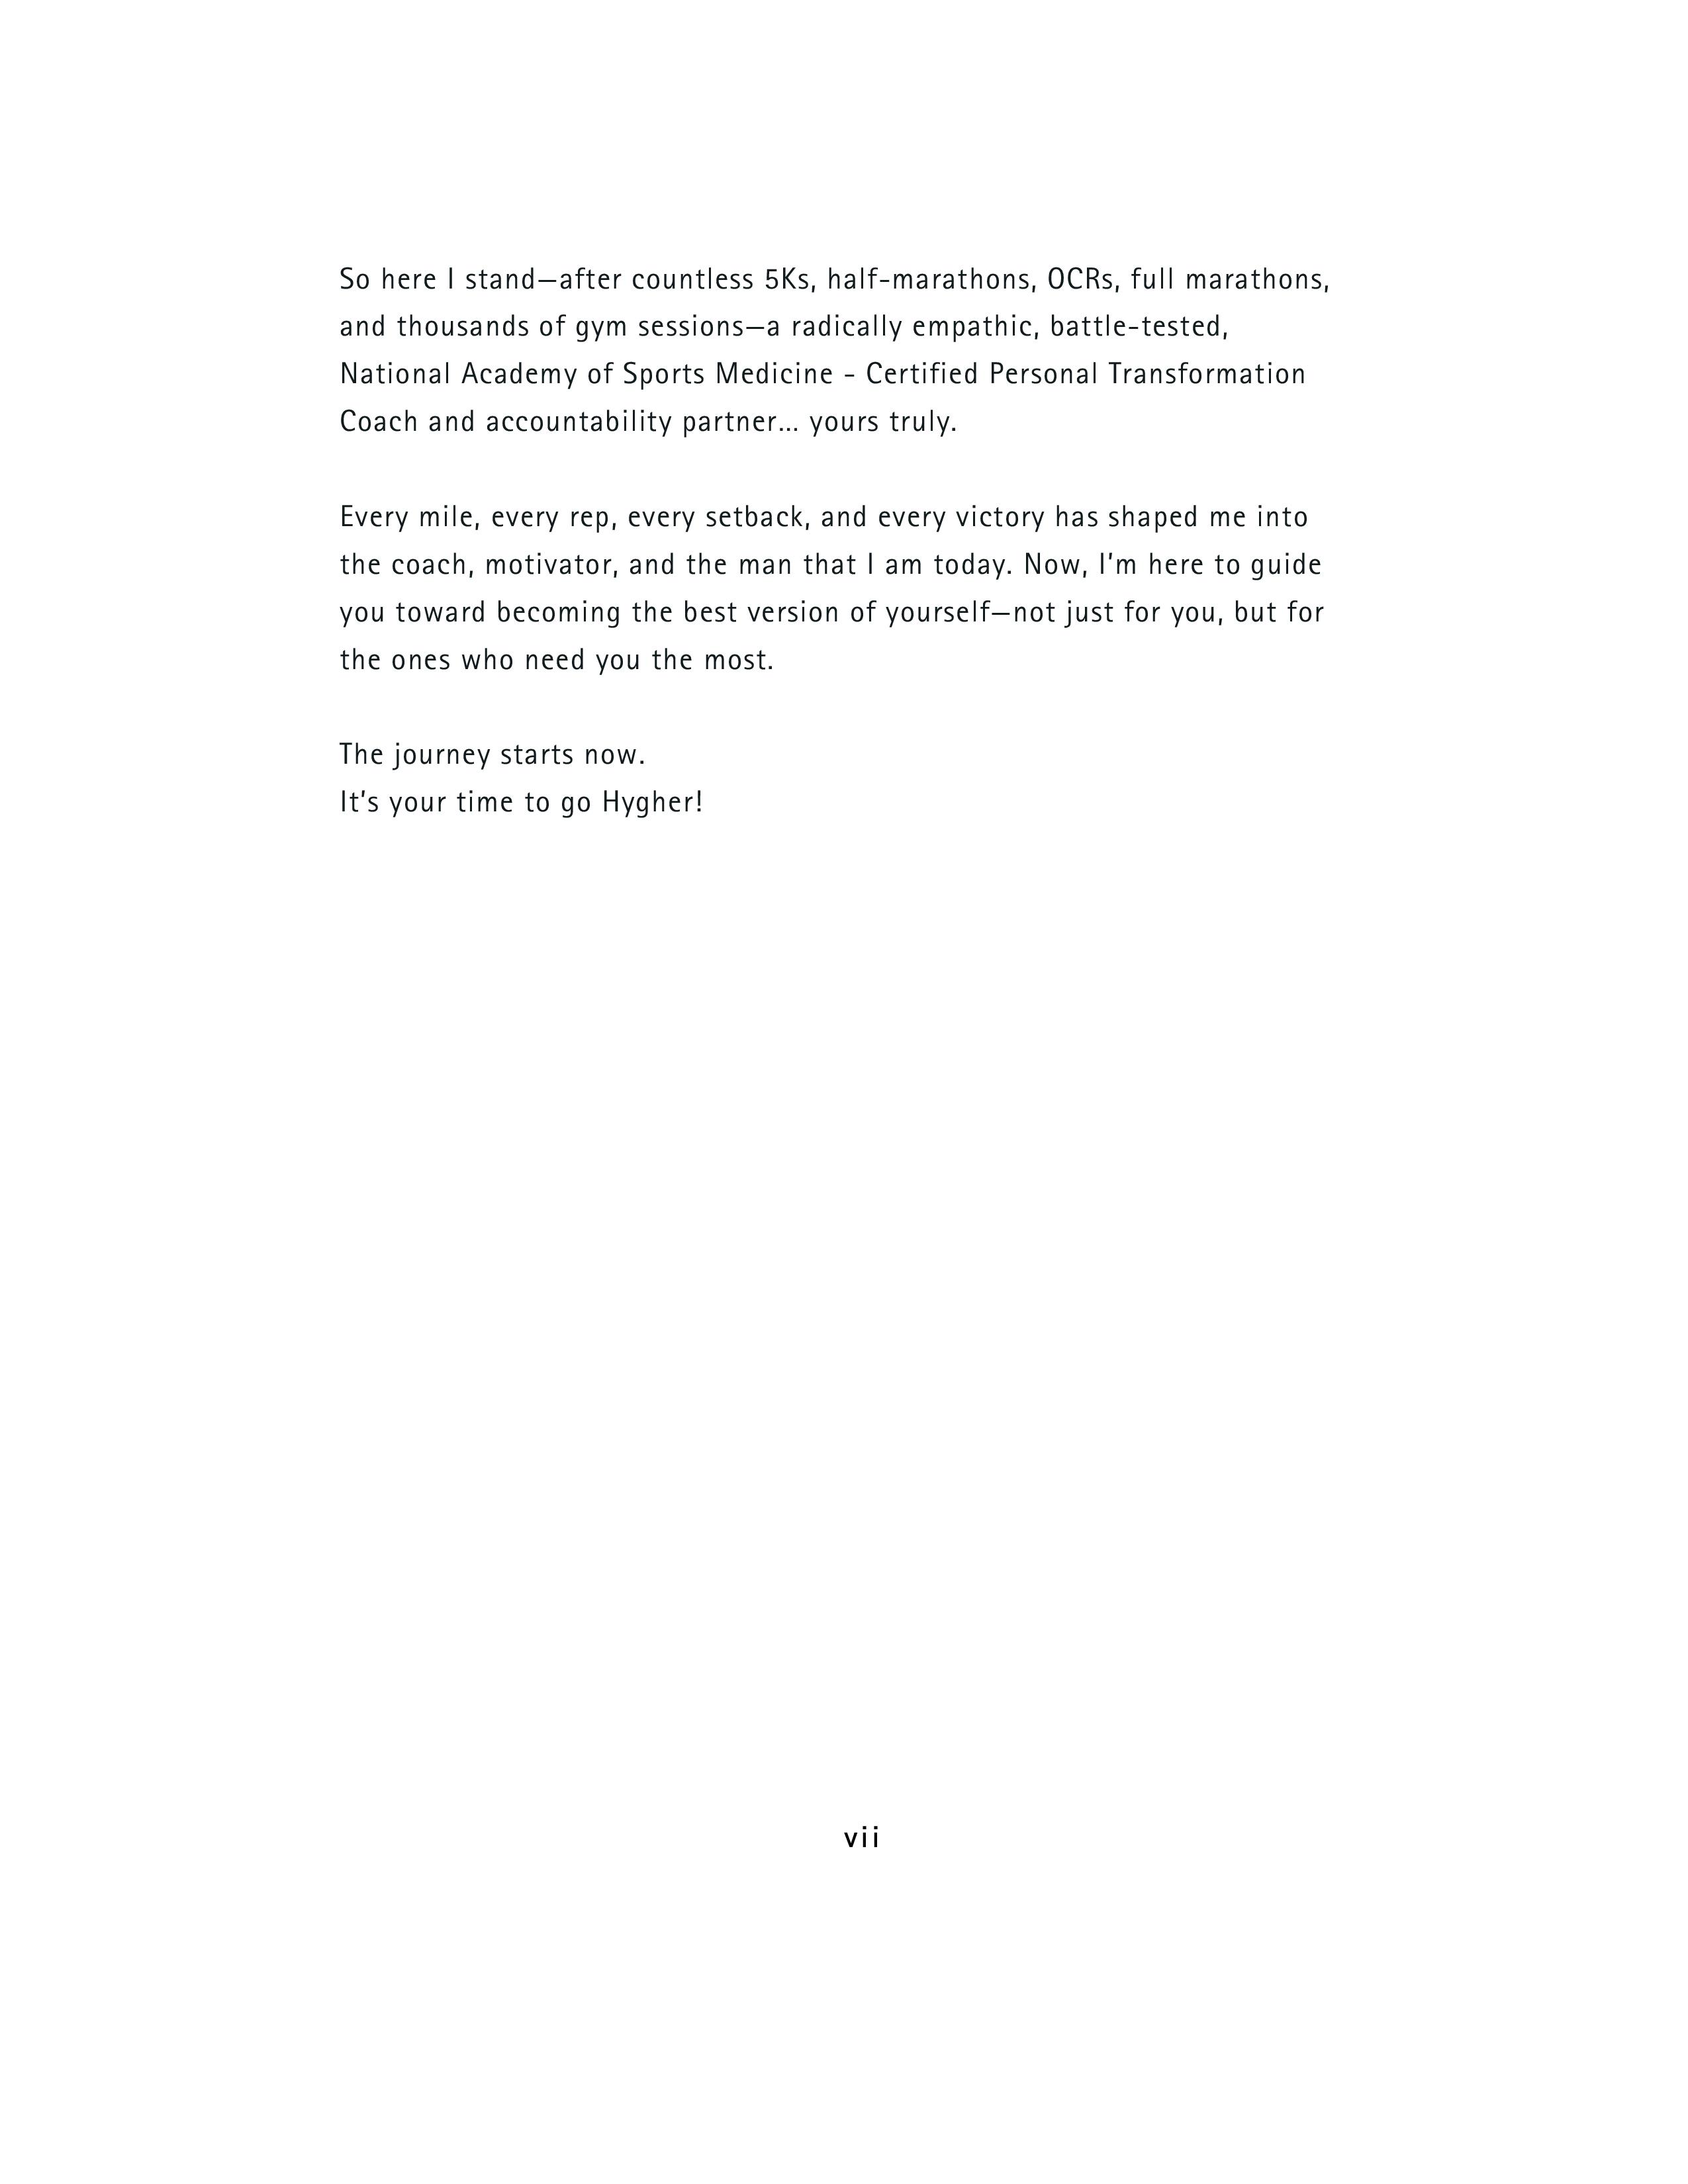 So here I stand—after countless 5Ks, half-marathons, OCRs, full marathons,
and thousands of gym sessions—a radically empathic, battle-tested,
National Academy of Sports Medicine - Certified Personal Transformation
Coach and accountability partner... yours truly.
Every mile, every rep, every setback, and every victory has shaped me into
the coach, motivator, and the man that I am today. Now, I’m here to guide
you toward becoming the best version of yourself—not just for you, but for
the ones who need you the most.
The journey starts now.
It’s your time to go Hygher!
vii